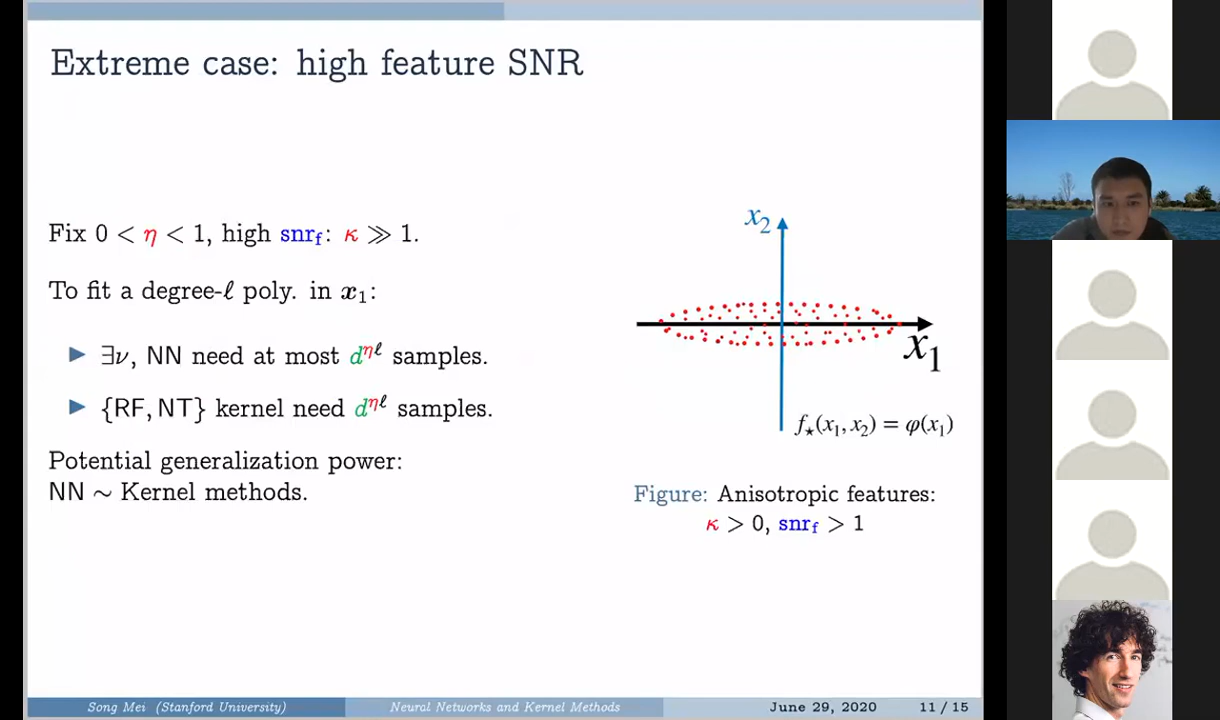 Extreme case: high feature SNR
Fix 0 < η < 1, high snr_f: κ ≫ 1.
To fit a degree-ℓ poly. in x₁:
▶ ∃ν, NN need at most d^{ηℓ} samples.
▶ {RF, NT} kernel need d^{ηℓ} samples.
Potential generalization power:
NN ∼ Kernel methods.
x₂
x₁
f⋆(x₁, x₂) = φ(x₁)
Figure: Anisotropic features:
κ > 0, snr_f > 1
Song Mei (Stanford University)
Neural Networks and Kernel Methods
June 29, 2020
11 / 15